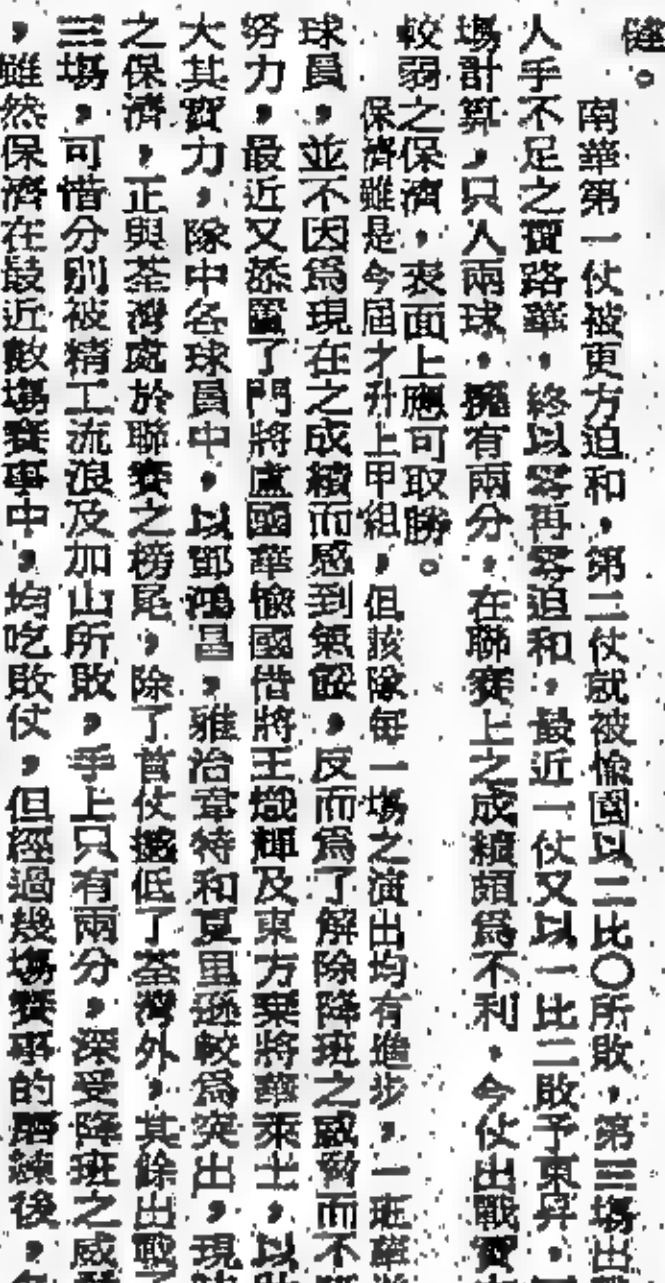 健。
南華第一仗被東方迫和，第二仗就被愉園以二比〇所敗，第三場出
人手不足之寶路華，終以零再零迫和，最近一仗又以一比二敗予東昇，
場計算，只入兩球，擁有兩分，在聯賽上之成績頗為不利，今仗出戰實
較弱之保濟，表面上應可取勝。
保濟雖是今屆才升上甲組，但該隊每一場之演出均有進步，一班華
球員，並不因為現在之成績而感到氣餒，反而為了解除降班之威脅而不
努力，最近又添置了門將盧國華愉園借將王熾輝及東方棄將華萊士，以
大其實力，隊中各球員中，以鄧鴻昌，雅治韋特和夏里遜較為突出，現
之保濟，正與荃灣處於聯賽之榜尾，除了首仗撼低了荃灣外，其餘出戰
三場，可惜分別被精工流浪及加山所敗，手上只有兩分，深受降班之威
，雖然保濟在最近數場賽事中，均吃敗仗，但經過幾場賽事的磨練後，